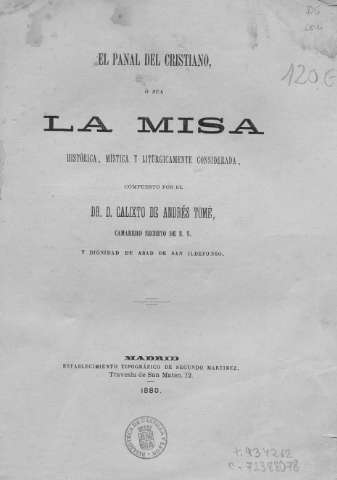 EL PANAL DEL CRISTIANO,
Ó SEA
LA MISA
HISTÓRICA, MÍSTICA Y LITÚRGICAMENTE CONSIDERADA,
COMPUESTO POR EL
DR. D. CALIXTO DE ANDRÉS TOMÉ,
CAMARERO SECRETO DE S. S.
Y DIGNIDAD DE ABAD DE SAN ILDEFONSO.
MADRID
ESTABLECIMIENTO TIPOGRÁFICO DE SEGUNDO MARTINEZ.
Travesía de San Mateo, 12.
1880.